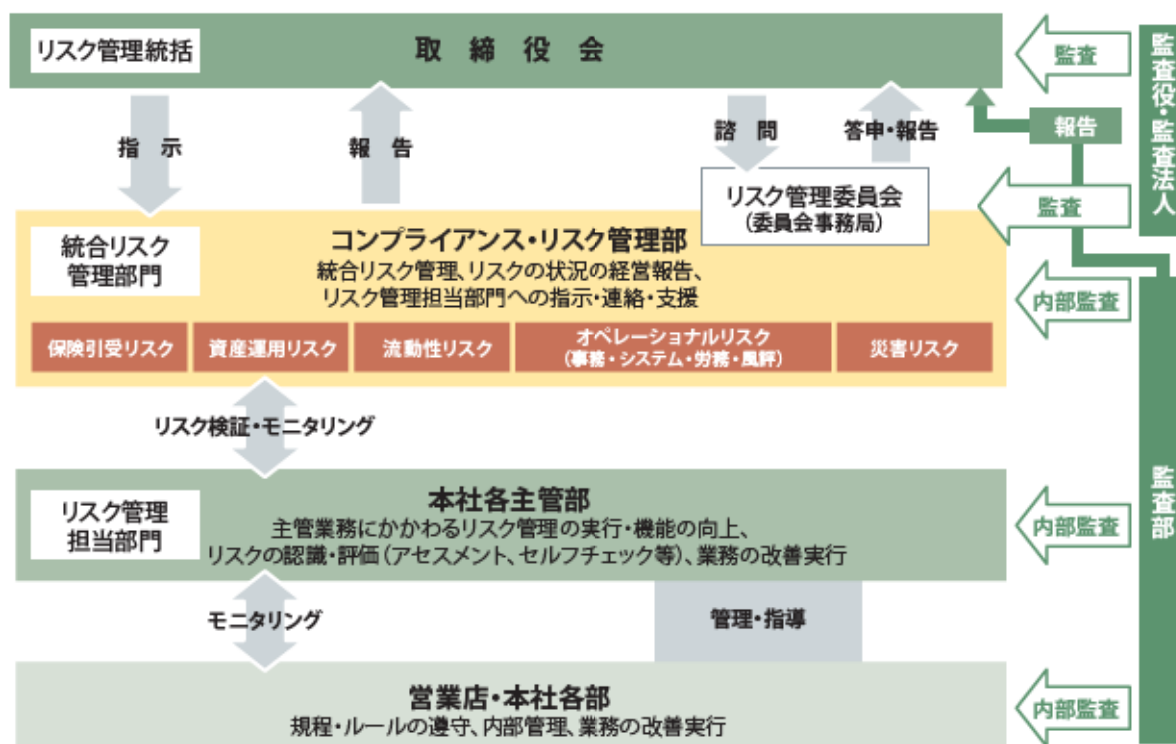 リスク管理統括
取締役会
監査
監査役・監査法人
指示
報告
諮問
答申・報告
報告
リスク管理委員会
(委員会事務局)
監査
統合リスク
管理部門
コンプライアンス・リスク管理部
統合リスク管理、リスクの状況の経営報告、
リスク管理担当部門への指示・連絡・支援
内部監査
保険引受リスク
資産運用リスク
流動性リスク
オペレーショナルリスク
(事務・システム・労務・風評)
災害リスク
リスク検証・モニタリング
リスク管理
担当部門
本社各主管部
主管業務にかかわるリスク管理の実行・機能の向上、
リスクの認識・評価(アセスメント、セルフチェック等)、業務の改善実行
内部監査
監査部
モニタリング
管理・指導
営業店・本社各部
規程・ルールの遵守、内部管理、業務の改善実行
内部監査